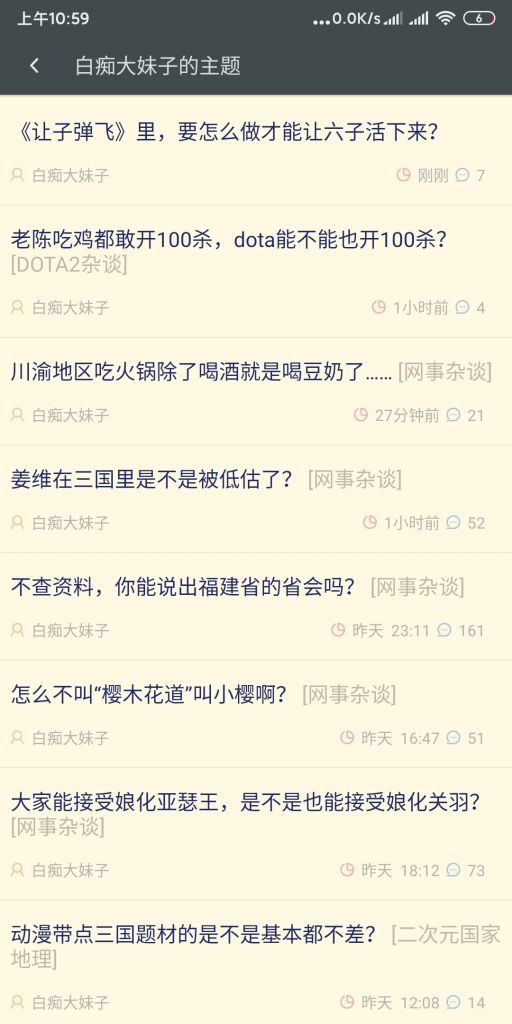 上午10:59
...0.0K/s
6
白痴大妹子的主题
《让子弹飞》里，要怎么做才能让六子活下来？
白痴大妹子 刚刚 7
老陈吃鸡都敢开100杀，dota能不能也开100杀？
[DOTA2杂谈]
白痴大妹子 1小时前 4
川渝地区吃火锅除了喝酒就是喝豆奶了…… [网事杂谈]
白痴大妹子 27分钟前 21
姜维在三国里是不是被低估了？ [网事杂谈]
白痴大妹子 1小时前 52
不查资料，你能说出福建省的省会吗？ [网事杂谈]
白痴大妹子 昨天 23:11 161
怎么不叫“樱木花道”叫小樱啊？ [网事杂谈]
白痴大妹子 昨天 16:47 51
大家能接受娘化亚瑟王，是不是也能接受娘化关羽？
[网事杂谈]
白痴大妹子 昨天 18:12 73
动漫带点三国题材的是不是基本都不差？ [二次元国家
地理]
白痴大妹子 昨天 12:08 14